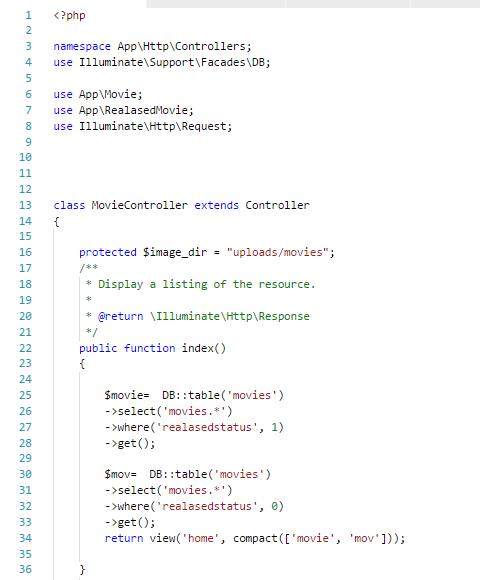 1 <?php
2
3 namespace App\Http\Controllers;
4 use Illuminate\Support\Facades\DB;
5
6 use App\Movie;
7 use App\RealasedMovie;
8 use Illuminate\Http\Request;
9
10
11
12
13 class MovieController extends Controller
14 {
15
16 protected $image_dir = "uploads/movies";
17 /**
18 * Display a listing of the resource.
19 *
20 * @return \Illuminate\Http\Response
21 */
22 public function index()
23 {
24
25 $movie=  DB::table('movies')
26 ->select('movies.*')
27 ->where('realasedstatus', 1)
28 ->get();
29
30 $mov=  DB::table('movies')
31 ->select('movies.*')
32 ->where('realasedstatus', 0)
33 ->get();
34 return view('home', compact(['movie', 'mov']));
35
36 }